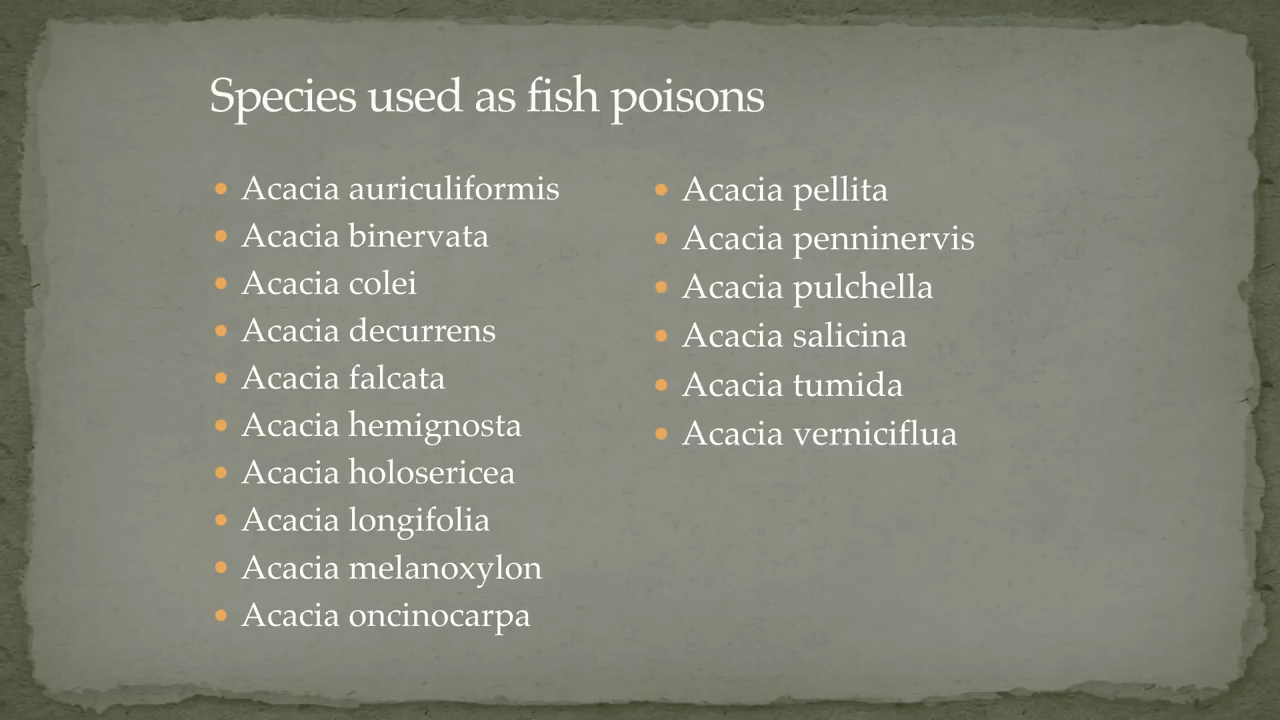 Species used as fish poisons
• Acacia auriculiformis
• Acacia binervata
• Acacia colei
• Acacia decurrens
• Acacia falcata
• Acacia hemignosta
• Acacia holosericea
• Acacia longifolia
• Acacia melanoxylon
• Acacia oncinocarpa
• Acacia pellita
• Acacia penninervis
• Acacia pulchella
• Acacia salicina
• Acacia tumida
• Acacia verniciflua